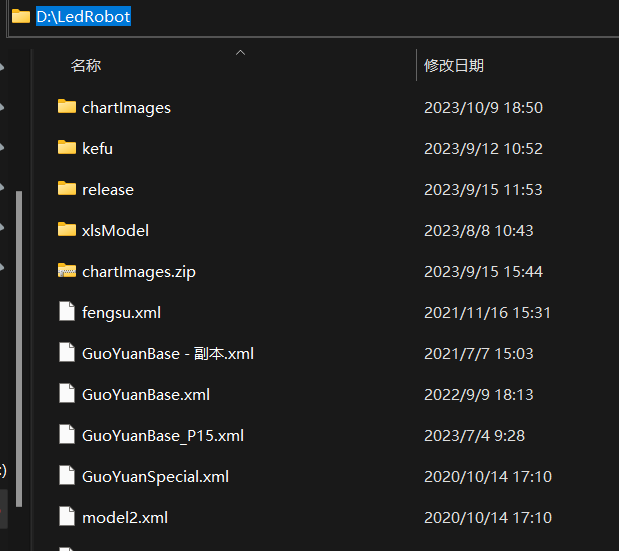 D:\LedRobot
名称 修改日期
chartImages 2023/10/9 18:50
kefu 2023/9/12 10:52
release 2023/9/15 11:53
xlsModel 2023/8/8 10:43
chartImages.zip 2023/9/15 15:44
fengsu.xml 2021/11/16 15:31
GuoYuanBase - 副本.xml 2021/7/7 15:03
GuoYuanBase.xml 2022/9/9 18:13
GuoYuanBase_P15.xml 2023/7/4 9:28
:)
GuoYuanSpecial.xml 2020/10/14 17:10
model2.xml 2020/10/14 17:10